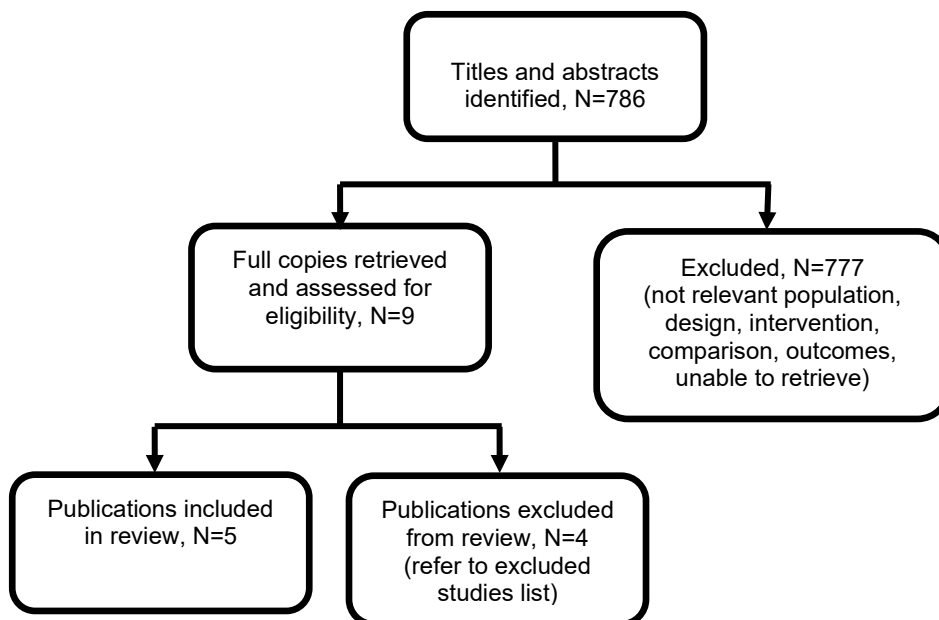 Titles and abstracts
identified, N=786
Full copies retrieved
and assessed for
eligibility, N=9
Excluded, N=777
(not relevant population,
design, intervention,
comparison, outcomes,
unable to retrieve)
Publications included
in review, N=5
Publications excluded
from review, N=4
(refer to excluded
studies list)